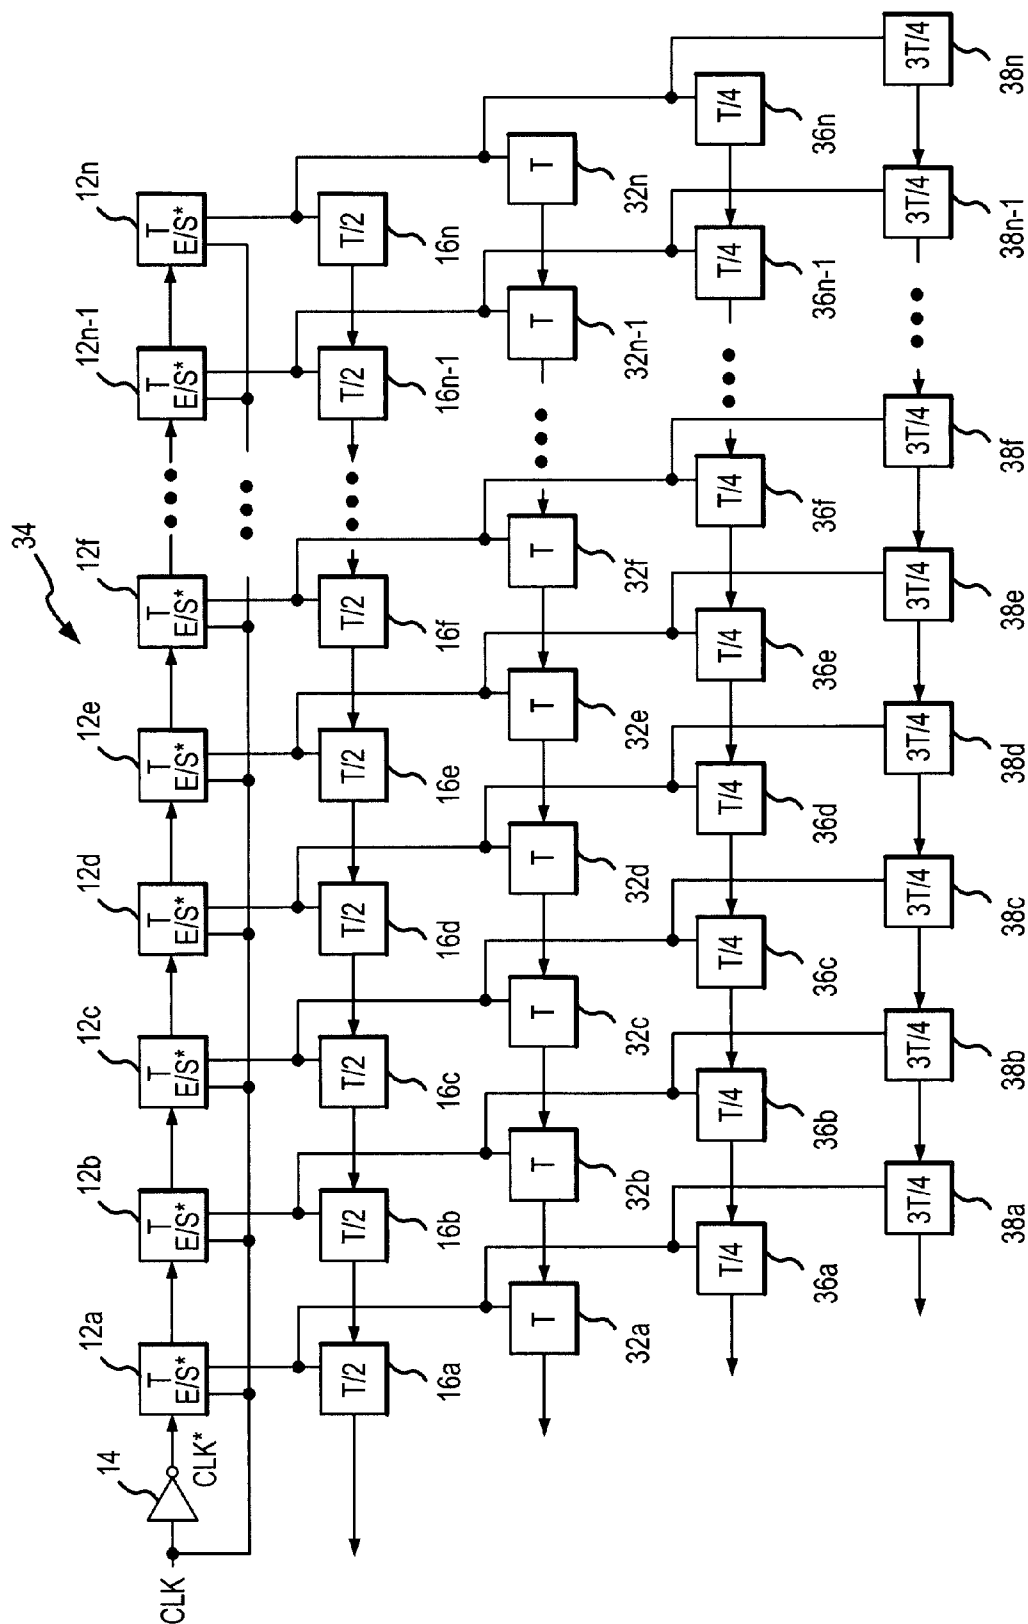 34
12a 12b 12c 12d 12e 12f 12n-1 12n
T T T T T T T T
E/S* E/S* E/S* E/S* E/S* E/S* E/S* E/S*
14
CLK*
CLK
T/2 T/2 T/2 T/2 T/2 T/2 T/2 T/2
16a 16b 16c 16d 16e 16f 16n-1 16n
T T T T T T T T
32a 32b 32c 32d 32e 32f 32n-1 32n
T/4 T/4 T/4 T/4 T/4 T/4 T/4 T/4
36a 36b 36c 36d 36e 36f 36n-1 36n
3T/4 3T/4 3T/4 3T/4 3T/4 3T/4 3T/4 3T/4
38a 38b 38c 38d 38e 38f 38n-1 38n